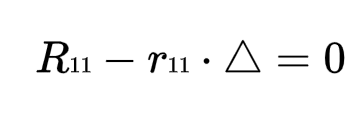 R₁₁ − r₁₁ · △ = 0